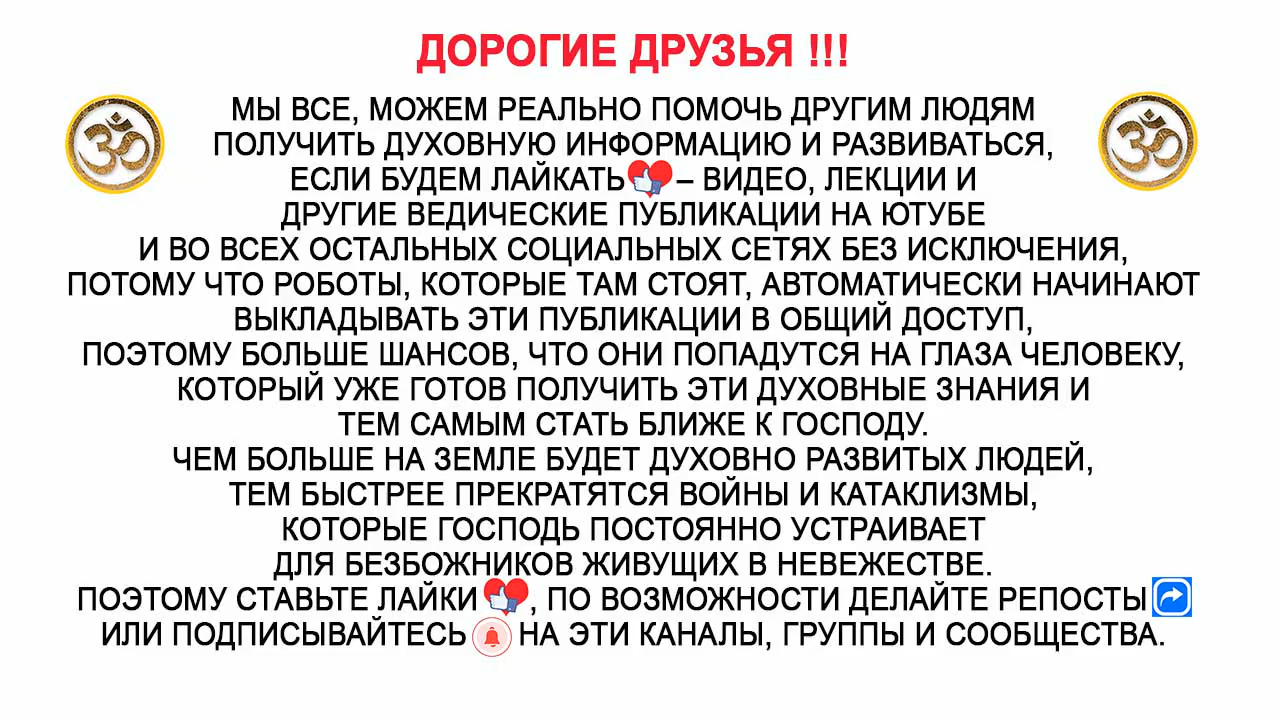 ДОРОГИЕ ДРУЗЬЯ !!!
МЫ ВСЕ, МОЖЕМ РЕАЛЬНО ПОМОЧЬ ДРУГИМ ЛЮДЯМ
ПОЛУЧИТЬ ДУХОВНУЮ ИНФОРМАЦИЮ И РАЗВИВАТЬСЯ,
ЕСЛИ БУДЕМ ЛАЙКАТЬ – ВИДЕО, ЛЕКЦИИ И
ДРУГИЕ ВЕДИЧЕСКИЕ ПУБЛИКАЦИИ НА ЮТУБЕ
И ВО ВСЕХ ОСТАЛЬНЫХ СОЦИАЛЬНЫХ СЕТЯХ БЕЗ ИСКЛЮЧЕНИЯ,
ПОТОМУ ЧТО РОБОТЫ, КОТОРЫЕ ТАМ СТОЯТ, АВТОМАТИЧЕСКИ НАЧИНАЮТ
ВЫКЛАДЫВАТЬ ЭТИ ПУБЛИКАЦИИ В ОБЩИЙ ДОСТУП,
ПОЭТОМУ БОЛЬШЕ ШАНСОВ, ЧТО ОНИ ПОПАДУТСЯ НА ГЛАЗА ЧЕЛОВЕКУ,
КОТОРЫЙ УЖЕ ГОТОВ ПОЛУЧИТЬ ЭТИ ДУХОВНЫЕ ЗНАНИЯ И
ТЕМ САМЫМ СТАТЬ БЛИЖЕ К ГОСПОДУ.
ЧЕМ БОЛЬШЕ НА ЗЕМЛЕ БУДЕТ ДУХОВНО РАЗВИТЫХ ЛЮДЕЙ,
ТЕМ БЫСТРЕЕ ПРЕКРАТЯТСЯ ВОЙНЫ И КАТАКЛИЗМЫ,
КОТОРЫЕ ГОСПОДЬ ПОСТОЯННО УСТРАИВАЕТ
ДЛЯ БЕЗБОЖНИКОВ ЖИВУЩИХ В НЕВЕЖЕСТВЕ.
ПОЭТОМУ СТАВЬТЕ ЛАЙКИ , ПО ВОЗМОЖНОСТИ ДЕЛАЙТЕ РЕПОСТЫ
ИЛИ ПОДПИСЫВАЙТЕСЬ НА ЭТИ КАНАЛЫ, ГРУППЫ И СООБЩЕСТВА.
ॐ
ॐ